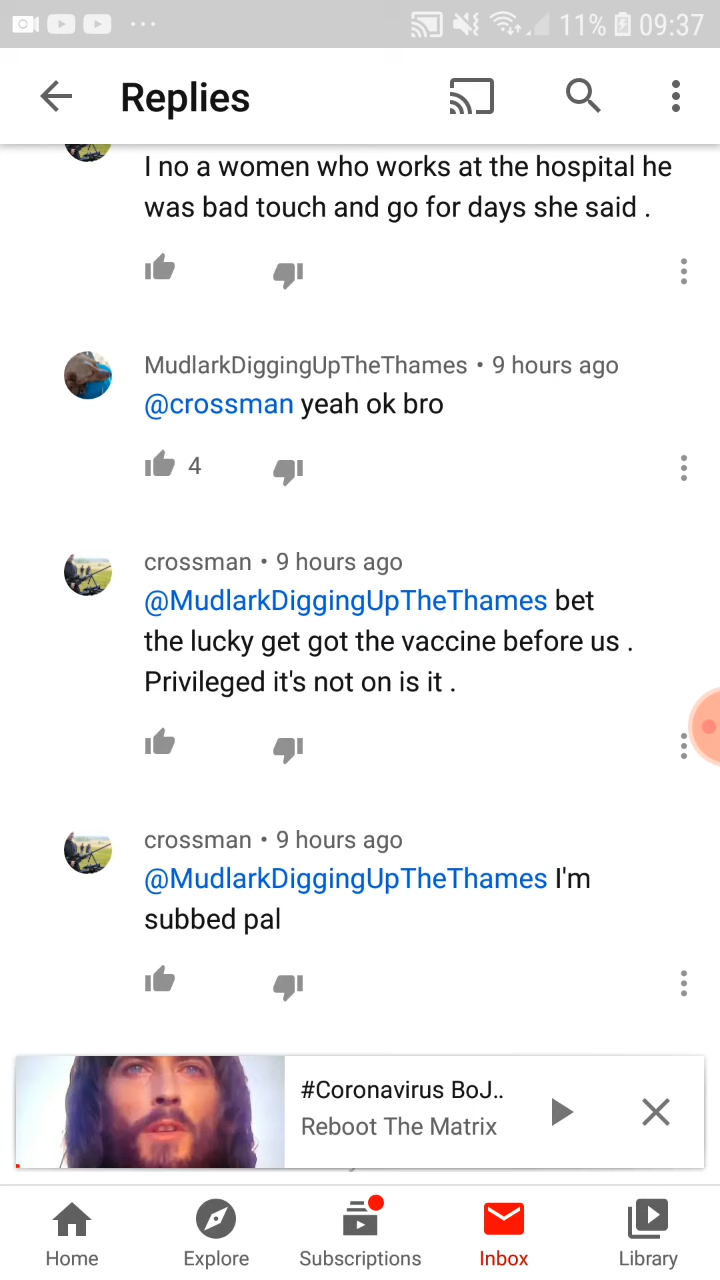 11% 09:37
Replies
I no a women who works at the hospital he
was bad touch and go for days she said .
MudlarkDiggingUpTheThames • 9 hours ago
@crossman yeah ok bro
4
crossman • 9 hours ago
@MudlarkDiggingUpTheThames bet
the lucky get got the vaccine before us .
Privileged it's not on is it .
crossman • 9 hours ago
@MudlarkDiggingUpTheThames I'm
subbed pal
#Coronavirus BoJ..
Reboot The Matrix
Home Explore Subscriptions Inbox Library